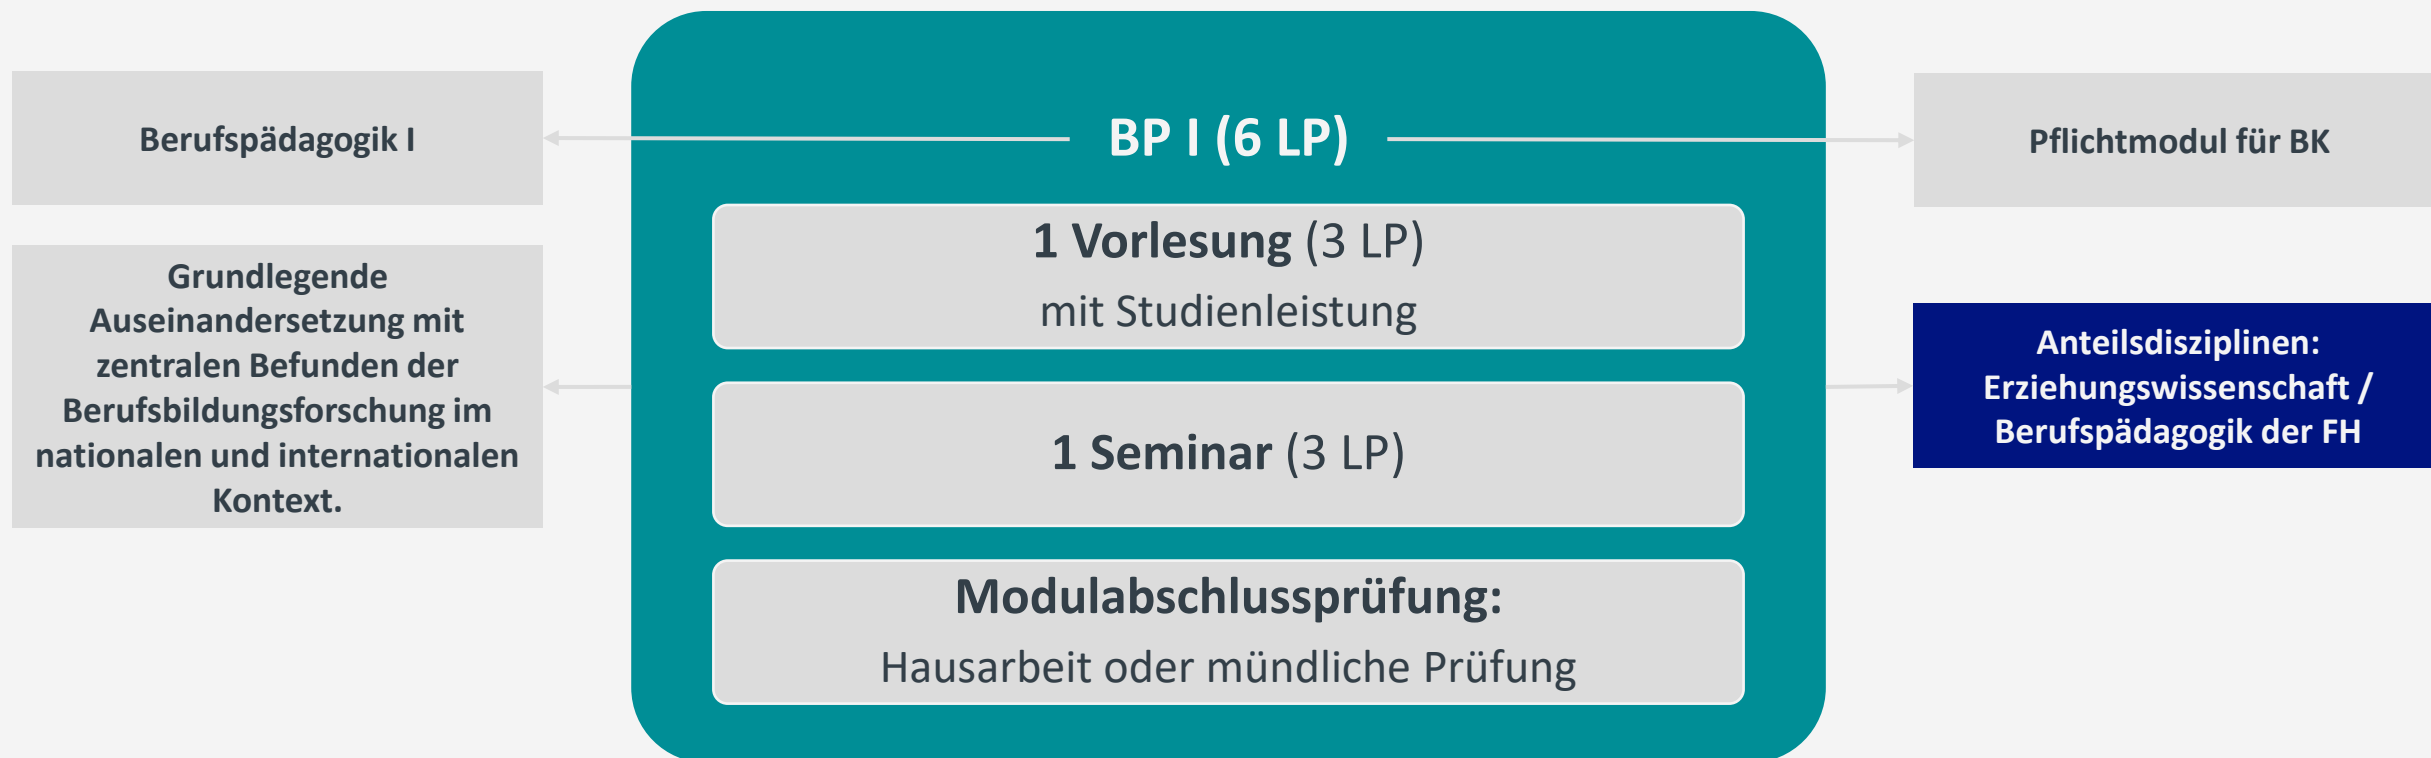 Berufspädagogik I
Grundlegende
Auseinandersetzung mit
zentralen Befunden der
Berufsbildungsforschung im
nationalen und internationalen
Kontext.
BP I (6 LP)
1 Vorlesung (3 LP)
mit Studienleistung
1 Seminar (3 LP)
Modulabschlussprüfung:
Hausarbeit oder mündliche Prüfung
Pflichtmodul für BK
Anteilsdisziplinen:
Erziehungswissenschaft /
Berufspädagogik der FH